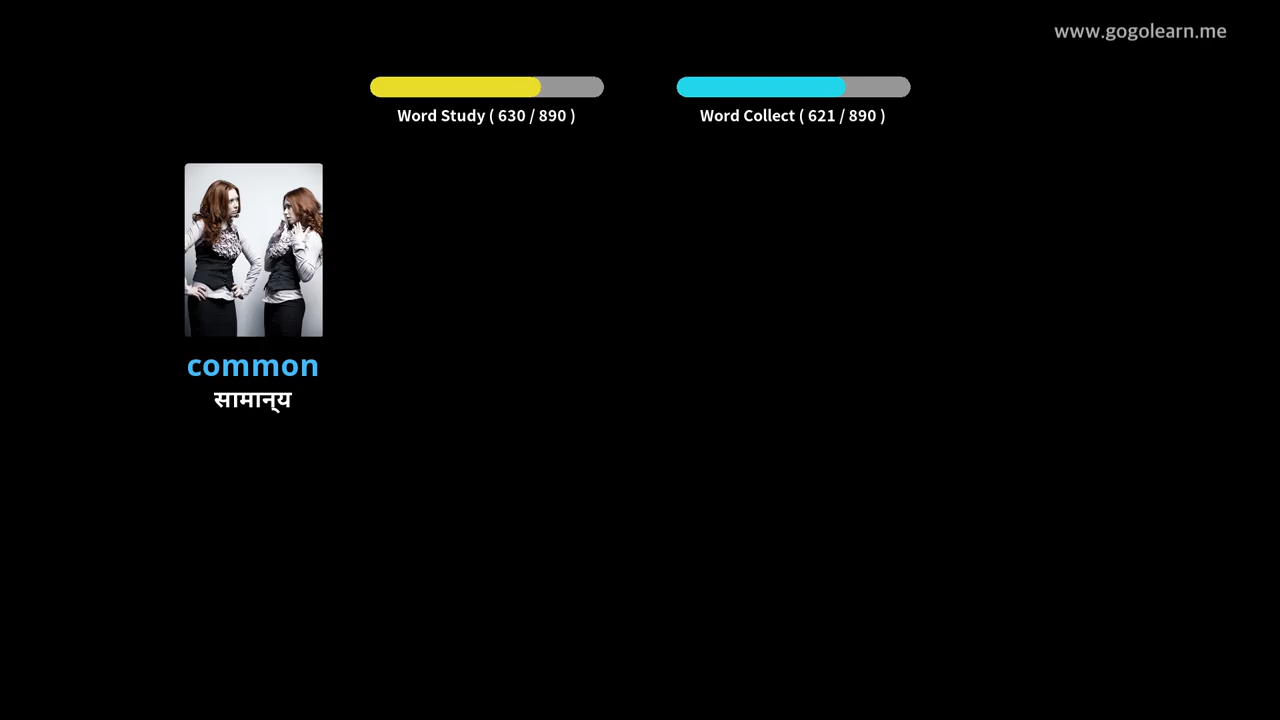 www.gogolearn.me
Word Study ( 630 / 890 )
Word Collect ( 621 / 890 )
common
सामान्य